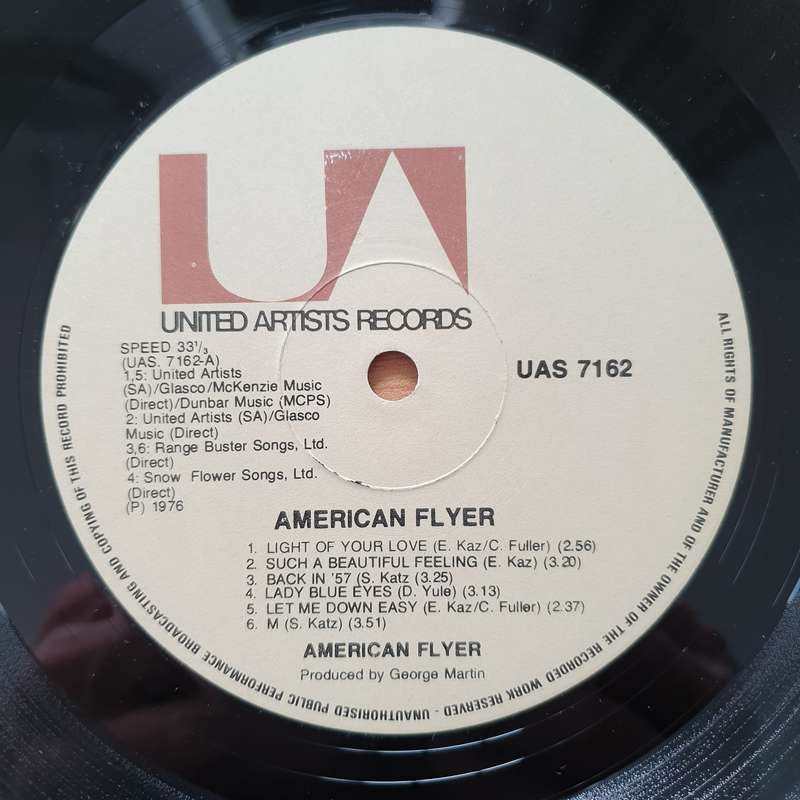 UA
UNITED ARTISTS RECORDS
SPEED 33⅓
(UAS. 7162-A)
1,5: United Artists
(SA)/Glasco/McKenzie Music
(Direct)/Dunbar Music (MCPS)
2: United Artists (SA)/Glasco
Music (Direct)
3,6: Range Buster Songs, Ltd.
(Direct)
4: Snow Flower Songs, Ltd.
(Direct)
(P) 1976
UAS 7162
AMERICAN FLYER
1. LIGHT OF YOUR LOVE (E. Kaz/C. Fuller) (2.56)
2. SUCH A BEAUTIFUL FEELING (E. Kaz) (3.20)
3. BACK IN '57 (S. Katz (3.25)
4. LADY BLUE EYES (D. Yule) (3.13)
5. LET ME DOWN EASY (E. Kaz/C. Fuller) (2.37)
6. M (S. Katz) (3.51)
AMERICAN FLYER
Produced by George Martin
ALL RIGHTS OF MANUFACTURER AND OF THE OWNER OF THE RECORDED WORK RESERVED - UNAUTHORISED PUBLIC PERFORMANCE BROADCASTING AND COPYING OF THIS RECORD PROHIBITED